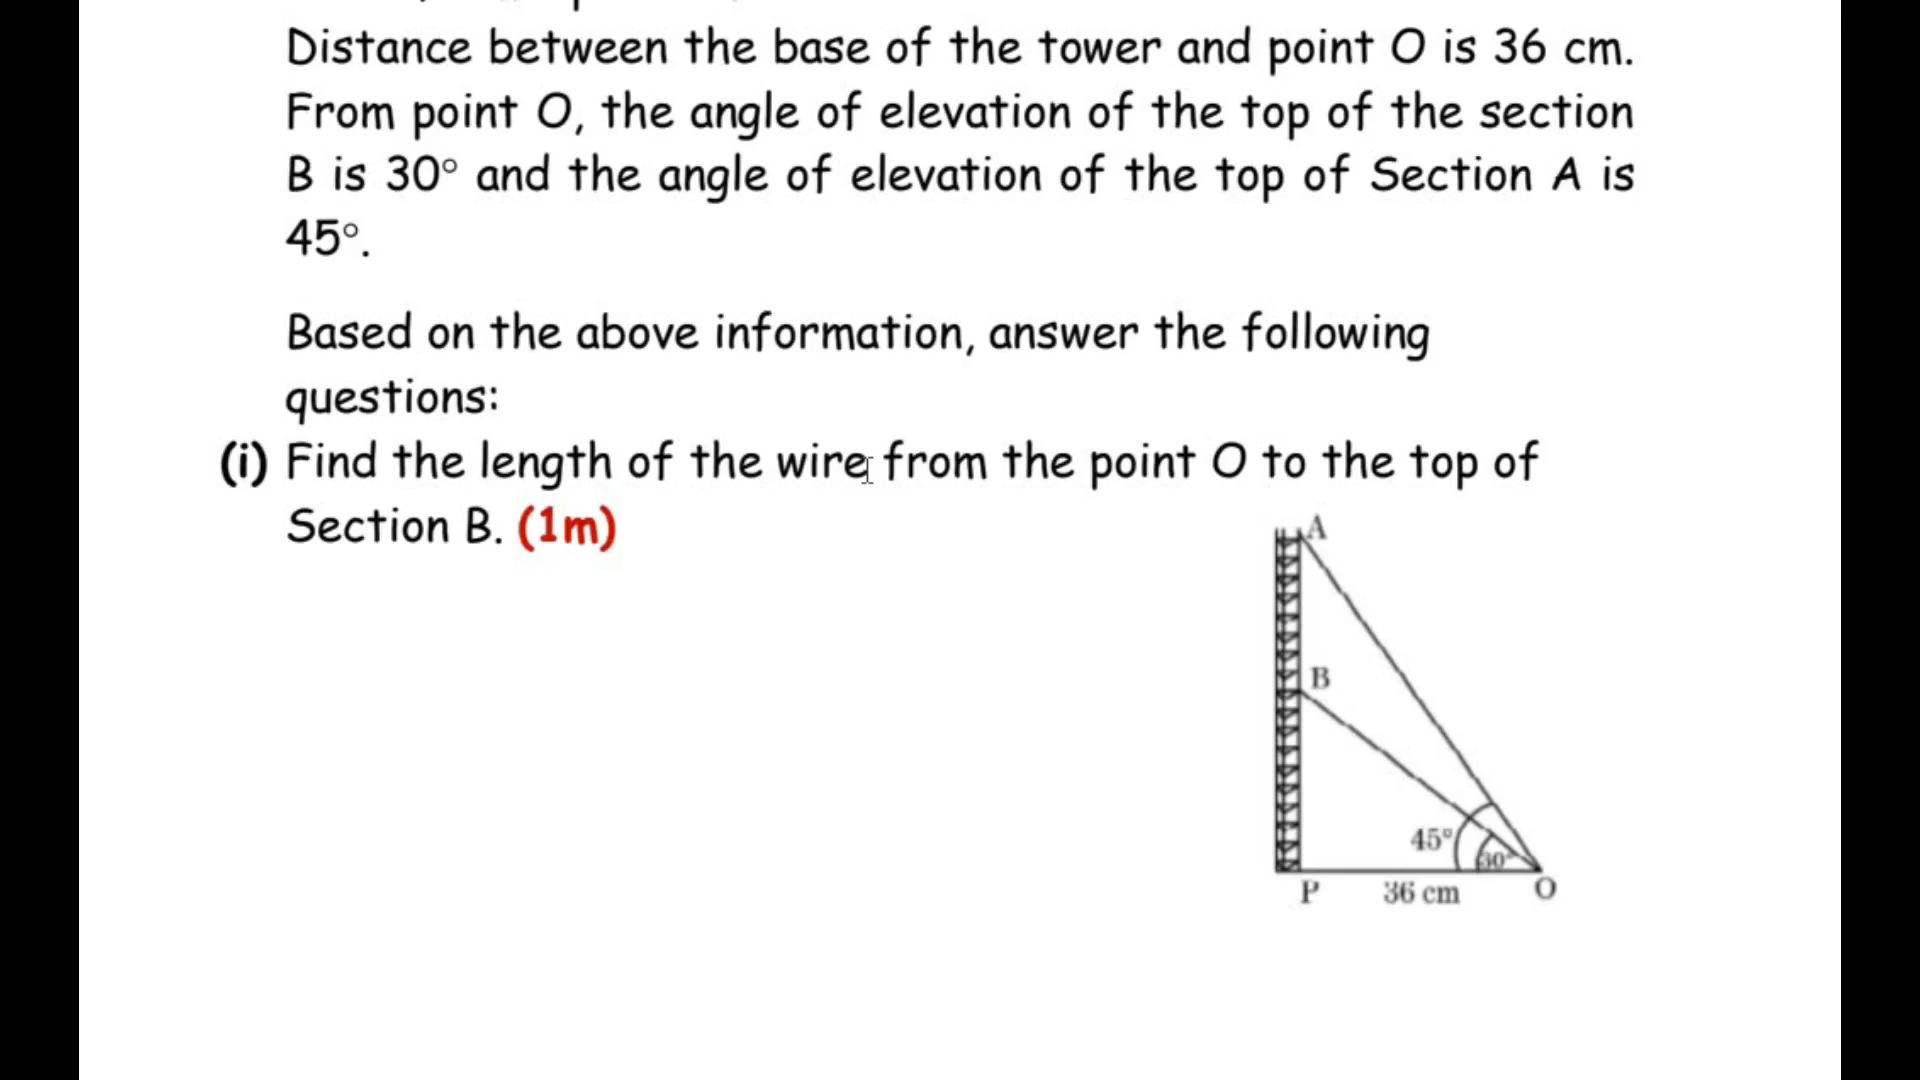 Distance between the base of the tower and point O is 36 cm.
From point O, the angle of elevation of the top of the section
B is 30° and the angle of elevation of the top of Section A is
45°.
Based on the above information, answer the following
questions:
(i) Find the length of the wire from the point O to the top of
Section B. (1m)
A
B
45°
30°
P 36 cm O